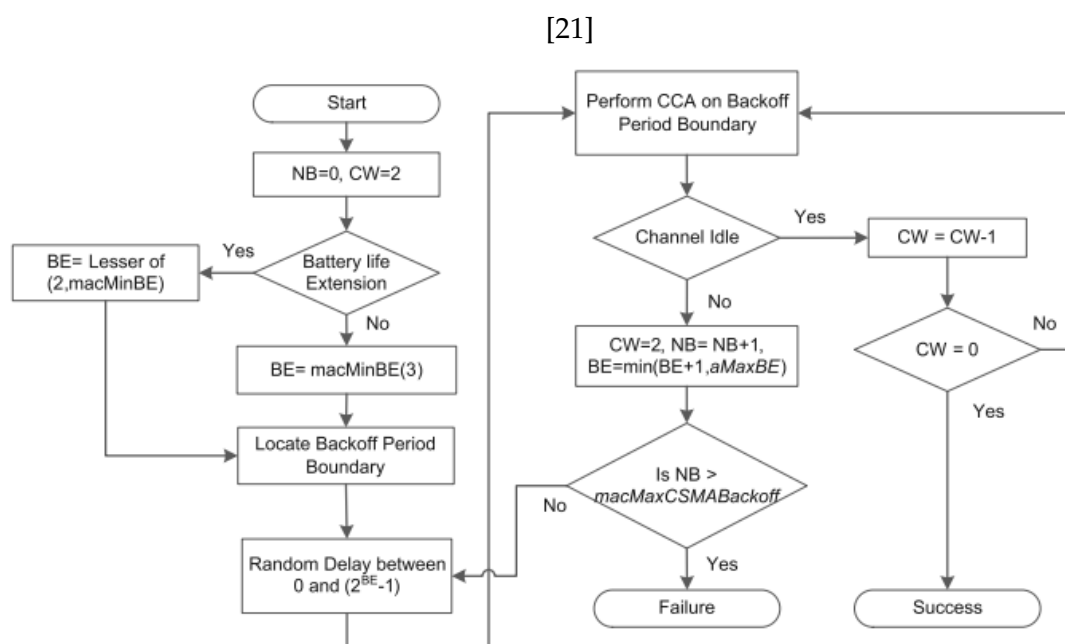 [21]
Start
NB=0, CW=2
Battery life
Extension
Yes
BE= Lesser of
(2,macMinBE)
No
BE= macMinBE(3)
Locate Backoff Period
Boundary
Random Delay between
0 and (2^BE-1)
Perform CCA on Backoff
Period Boundary
Channel Idle
Yes
CW = CW-1
No
CW=2, NB= NB+1,
BE=min(BE+1,aMaxBE)
CW = 0
No
Yes
Is NB >
macMaxCSMABackoff
No
Yes
Failure
Success